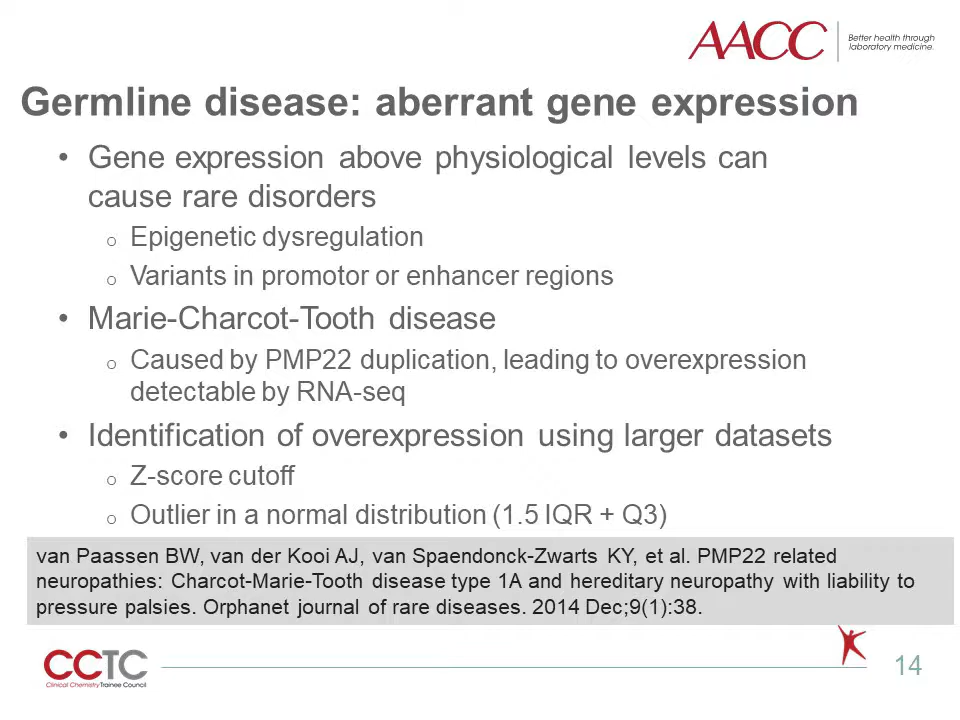 AACC
Better health through
laboratory medicine.
Germline disease: aberrant gene expression
• Gene expression above physiological levels can
cause rare disorders
o Epigenetic dysregulation
o Variants in promotor or enhancer regions
• Marie-Charcot-Tooth disease
o Caused by PMP22 duplication, leading to overexpression
detectable by RNA-seq
• Identification of overexpression using larger datasets
o Z-score cutoff
o Outlier in a normal distribution (1.5 IQR + Q3)
van Paassen BW, van der Kooi AJ, van Spaendonck-Zwarts KY, et al. PMP22 related
neuropathies: Charcot-Marie-Tooth disease type 1A and hereditary neuropathy with liability to
pressure palsies. Orphanet journal of rare diseases. 2014 Dec;9(1):38.
CCTC
Clinical Chemistry Trainee Council
14